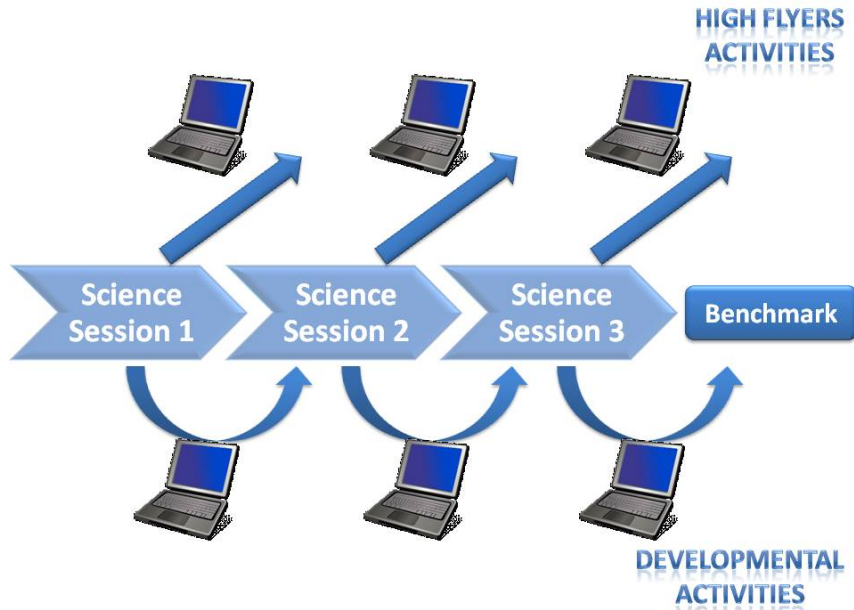 HIGH FLYERS
ACTIVITIES
Science
Session 1
Science
Session 2
Science
Session 3
Benchmark
DEVELOPMENTAL
ACTIVITIES